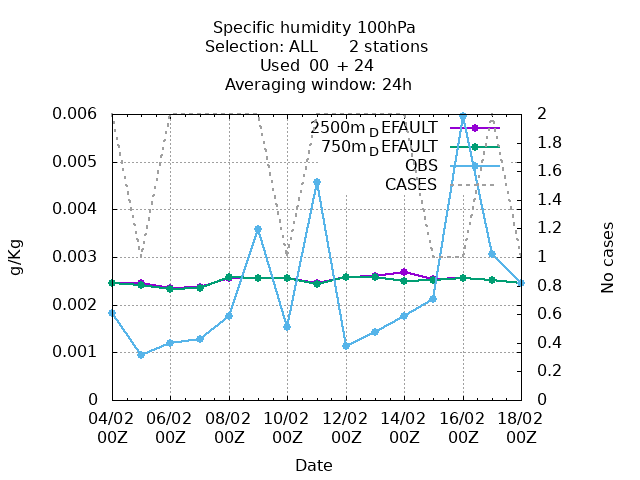 Specific humidity 100hPa
Selection: ALL 2 stations
Used 00 + 24
Averaging window: 24h
0.006
0.005
0.004
0.003
0.002
0.001
0
2
1.8
1.6
1.4
1.2
1
0.8
0.6
0.4
0.2
0
g/Kg
No cases
2500m_DEFAULT
750m_DEFAULT
OBS
CASES
04/02 06/02 08/02 10/02 12/02 14/02 16/02 18/02
00Z 00Z 00Z 00Z 00Z 00Z 00Z 00Z
Date